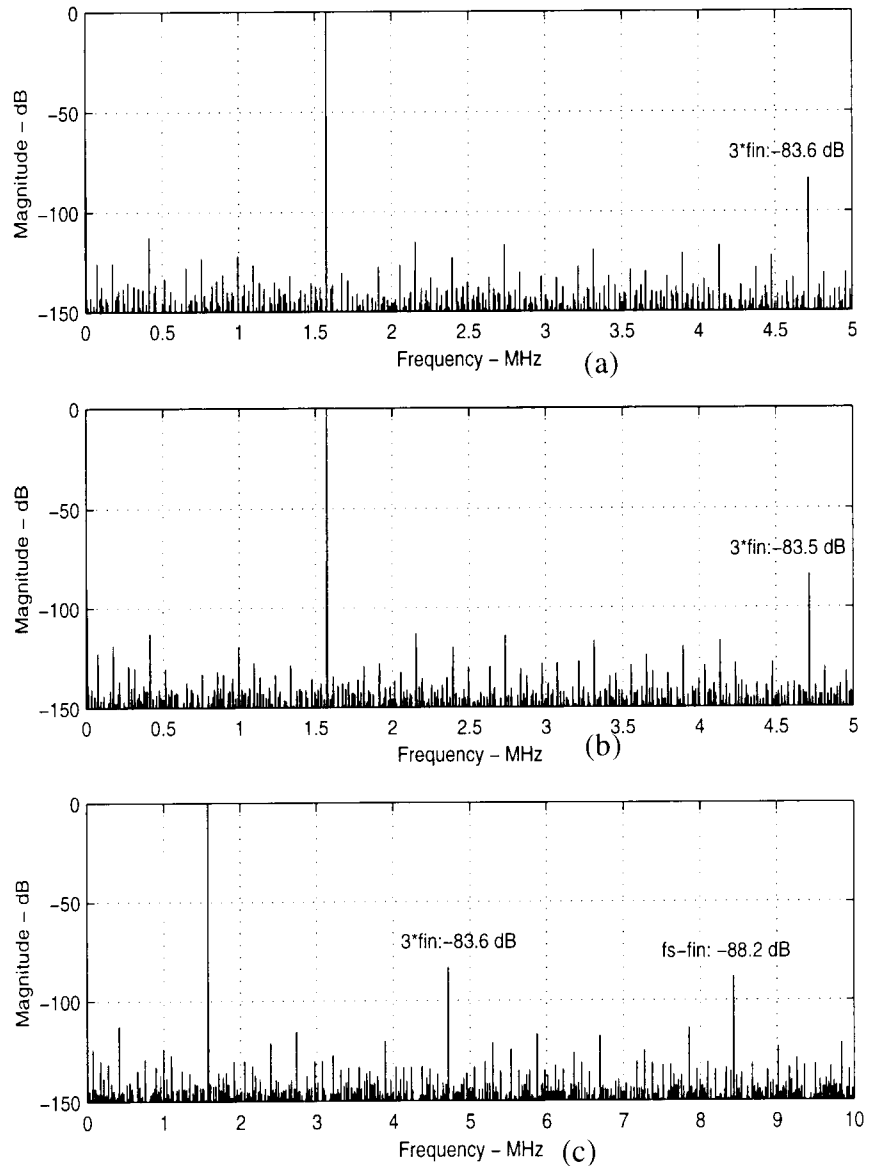 0
−50
−100
−150
Magnitude − dB
3*fin:−83.6 dB
0 0.5 1 1.5 2 2.5 3 3.5 4 4.5 5
Frequency − MHz (a)
0
−50
−100
−150
Magnitude − dB
3*fin:−83.5 dB
0 0.5 1 1.5 2 2.5 3 3.5 4 4.5 5
Frequency − MHz (b)
0
−50
−100
−150
Magnitude − dB
3*fin:−83.6 dB
fs−fin: −88.2 dB
0 1 2 3 4 5 6 7 8 9 10
Frequency − MHz (c)